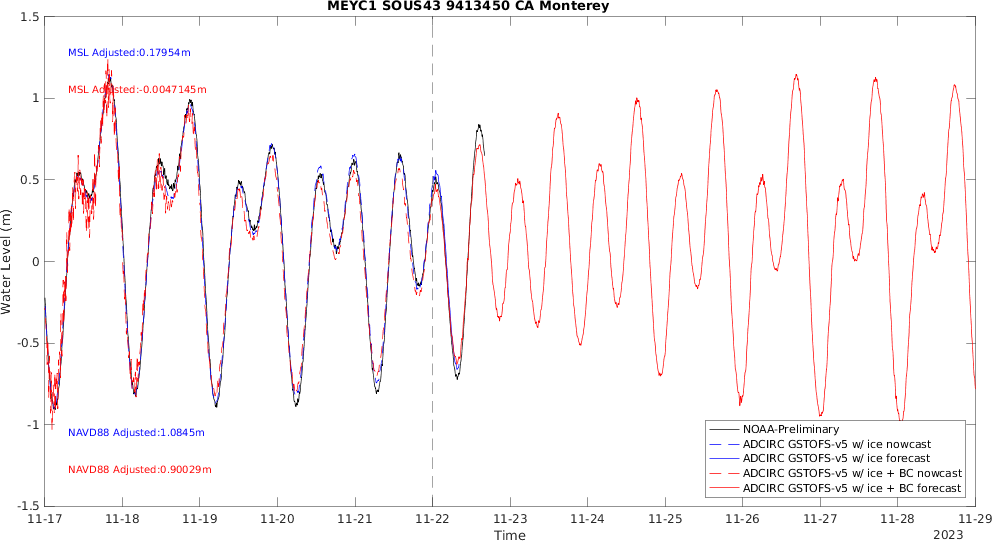 MEYC1 SOUS43 9413450 CA Monterey
1.5
MSL Adjusted:0.17954m
1
MSL Adjusted:-0.0047145m
0.5
Water Level (m)
0
-0.5
-1
NAVD88 Adjusted:1.0845m
NAVD88 Adjusted:0.90029m
NOAA-Preliminary
ADCIRC GSTOFS-v5 w/ ice nowcast
ADCIRC GSTOFS-v5 w/ ice forecast
ADCIRC GSTOFS-v5 w/ ice + BC nowcast
ADCIRC GSTOFS-v5 w/ ice + BC forecast
-1.5
11-17 11-18 11-19 11-20 11-21 11-22 11-23 11-24 11-25 11-26 11-27 11-28 11-29
Time
2023